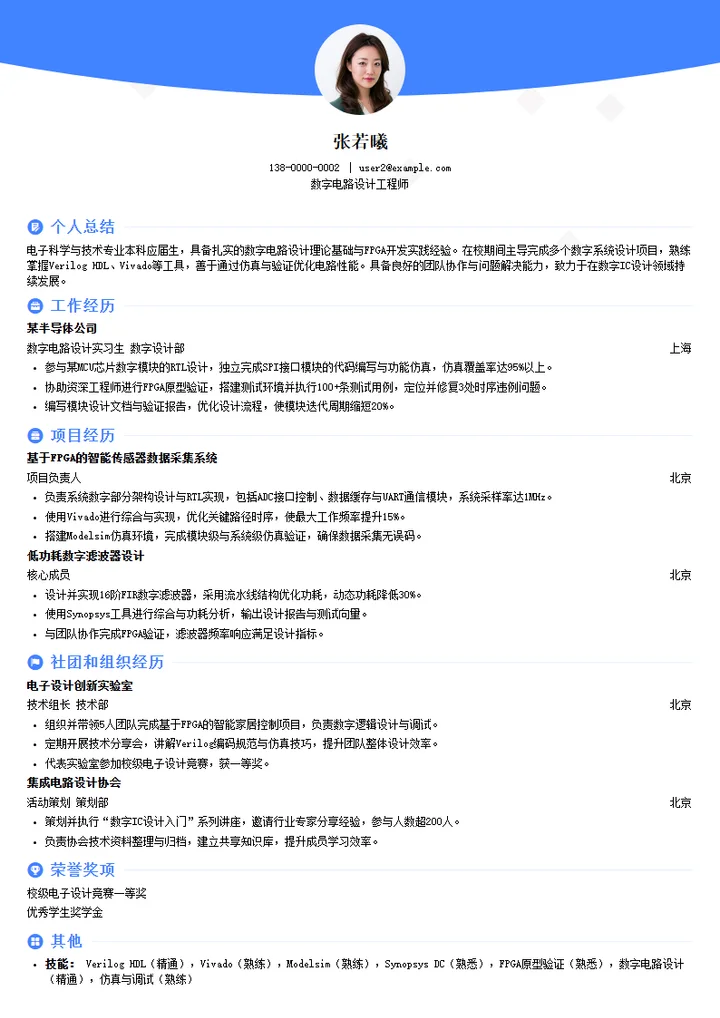 张若曦
138-0000-0002 | user2@example.com
数字电路设计工程师
个人总结
电子科学与技术专业本科应届生，具备扎实的数字电路设计理论基础与FPGA开发实践经验。在校期间主导完成多个数字系统设计项目，熟练
掌握Verilog HDL、Vivado等工具，善于通过仿真与验证优化电路性能。具备良好的团队协作与问题解决能力，致力于在数字IC设计领域持
续发展。
工作经历
某半导体公司
数字电路设计实习生 数字设计部 上海
• 参与某MCU芯片数字模块的RTL设计，独立完成SPI接口模块的代码编写与功能仿真，仿真覆盖率达95%以上。
• 协助资深工程师进行FPGA原型验证，搭建测试环境并执行100+条测试用例，定位并修复3处时序违例问题。
• 编写模块设计文档与验证报告，优化设计流程，使模块迭代周期缩短20%。
项目经历
基于FPGA的智能传感器数据采集系统
项目负责人 北京
• 负责系统数字部分架构设计与RTL实现，包括ADC接口控制、数据缓存与UART通信模块，系统采样率达1MHz。
• 使用Vivado进行综合与实现，优化关键路径时序，使最大工作频率提升15%。
• 搭建Modelsim仿真环境，完成模块级与系统级仿真验证，确保数据采集无误码。
低功耗数字滤波器设计
核心成员 北京
• 设计并实现16阶FIR数字滤波器，采用流水线结构优化功耗，动态功耗降低30%。
• 使用Synopsys工具进行综合与功耗分析，输出设计报告与测试向量。
• 与团队协作完成FPGA验证，滤波器频率响应满足设计指标。
社团和组织经历
电子设计创新实验室
技术组长 技术部 北京
• 组织并带领5人团队完成基于FPGA的智能家居控制项目，负责数字逻辑设计与调试。
• 定期开展技术分享会，讲解Verilog编码规范与仿真技巧，提升团队整体设计效率。
• 代表实验室参加校级电子设计竞赛，获一等奖。
集成电路设计协会
活动策划 策划部 北京
• 策划并执行“数字IC设计入门”系列讲座，邀请行业专家分享经验，参与人数超200人。
• 负责协会技术资料整理与归档，建立共享知识库，提升成员学习效率。
荣誉奖项
校级电子设计竞赛一等奖
优秀学生奖学金
其他
• 技能： Verilog HDL（精通），Vivado（熟练），Modelsim（熟练），Synopsys DC（熟悉），FPGA原型验证（熟悉），数字电路设计
（精通），仿真与调试（熟练）